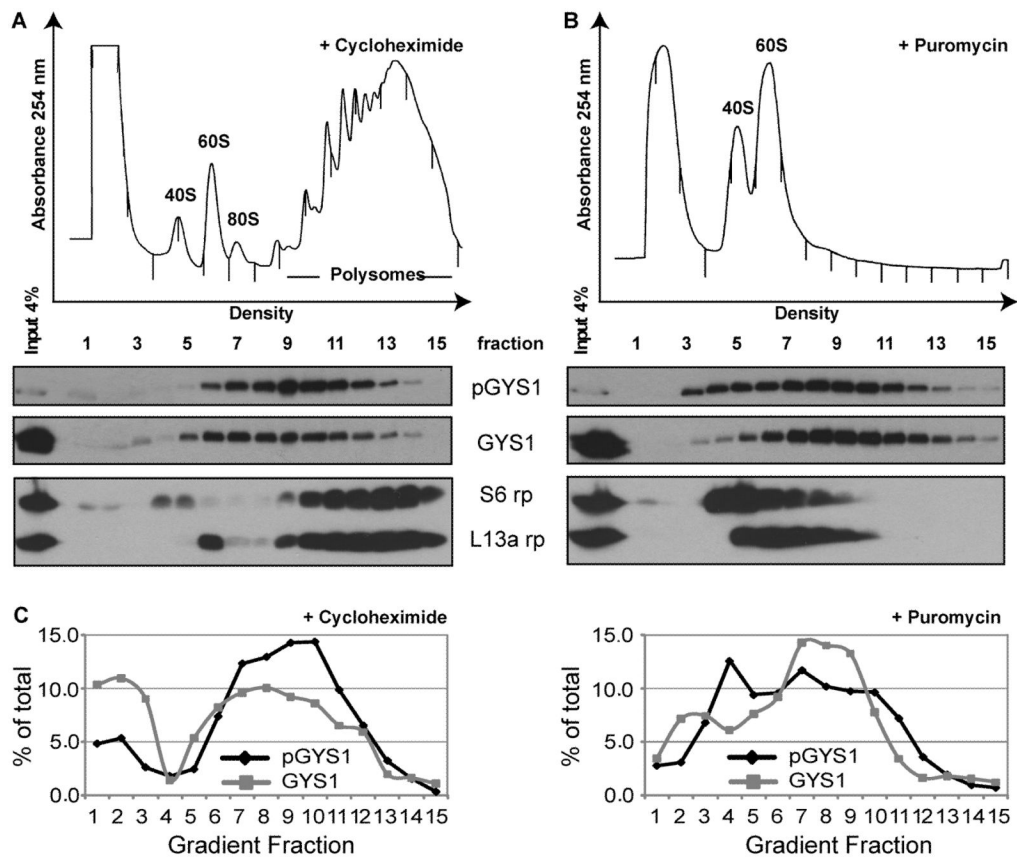 A
+ Cycloheximide
Absorbance 254 nm
40S
60S
80S
Polysomes
Density
B
+ Puromycin
Absorbance 254 nm
40S
60S
Density
Input 4%
1 3 5 7 9 11 13 15
fraction
Input 4%
1 3 5 7 9 11 13 15
pGYS1
GYS1
S6 rp
L13a rp
C
+ Cycloheximide
% of total
15.0
10.0
5.0
0.0
pGYS1
GYS1
1 2 3 4 5 6 7 8 9 10 11 12 13 14 15
Gradient Fraction
+ Puromycin
% of total
15.0
10.0
5.0
0.0
pGYS1
GYS1
1 2 3 4 5 6 7 8 9 10 11 12 13 14 15
Gradient Fraction